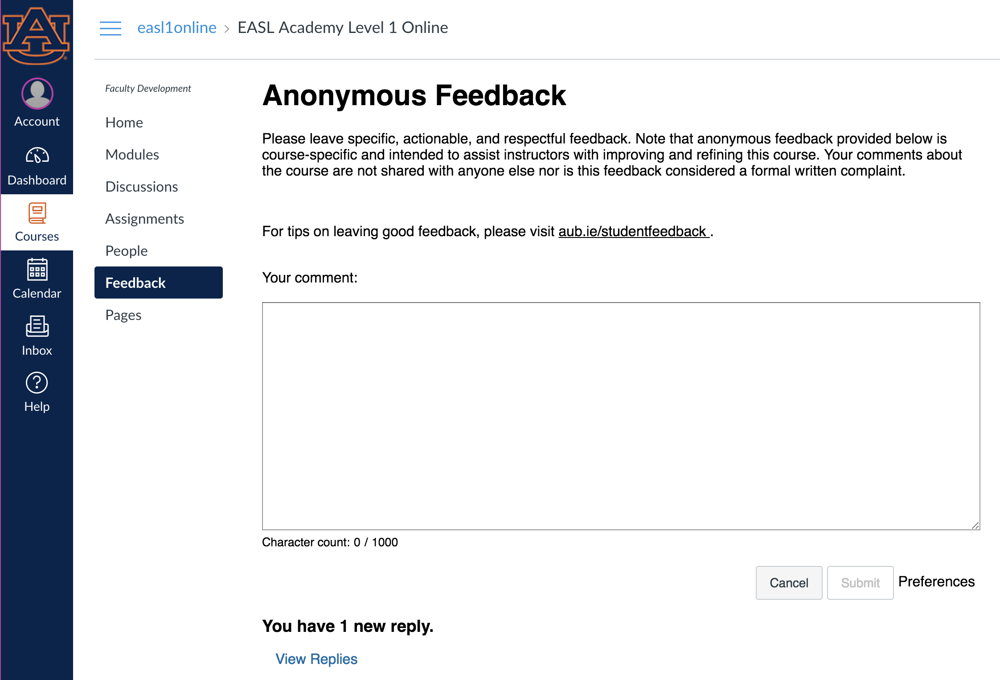 Account
Dashboard
Courses
Calendar
Inbox
Help
easl1online > EASL Academy Level 1 Online
Faculty Development
Home
Modules
Discussions
Assignments
People
Feedback
Pages
Anonymous Feedback
Please leave specific, actionable, and respectful feedback. Note that anonymous feedback provided below is
course-specific and intended to assist instructors with improving and refining this course. Your comments about
the course are not shared with anyone else nor is this feedback considered a formal written complaint.
For tips on leaving good feedback, please visit aub.ie/studentfeedback .
Your comment:
Character count: 0 / 1000
Cancel Submit Preferences
You have 1 new reply.
View Replies